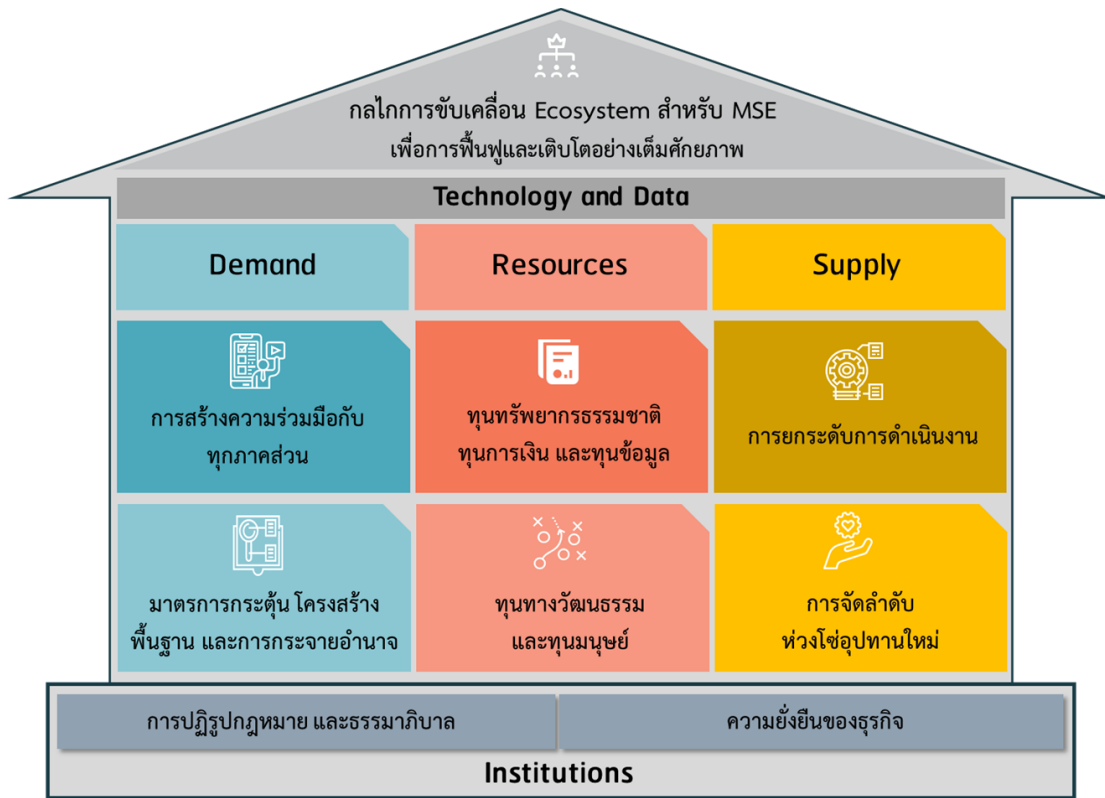 กลไกการขับเคลื่อน Ecosystem สำหรับ MSE
เพื่อการฟื้นฟูและเติบโตอย่างเต็มศักยภาพ
Technology and Data
Demand
Resources
Supply
การสร้างความร่วมมือกับ
ทุกภาคส่วน
ทุนทรัพยากรธรรมชาติ
ทุนการเงิน และทุนข้อมูล
การยกระดับการดำเนินงาน
มาตรการกระตุ้น โครงสร้าง
พื้นฐาน และการกระจายอำนาจ
ทุนทางวัฒนธรรม
และทุนมนุษย์
การจัดลำดับ
ห่วงโซ่อุปทานใหม่
การปฏิรูปกฎหมาย และธรรมาภิบาล
ความยั่งยืนของธุรกิจ
Institutions